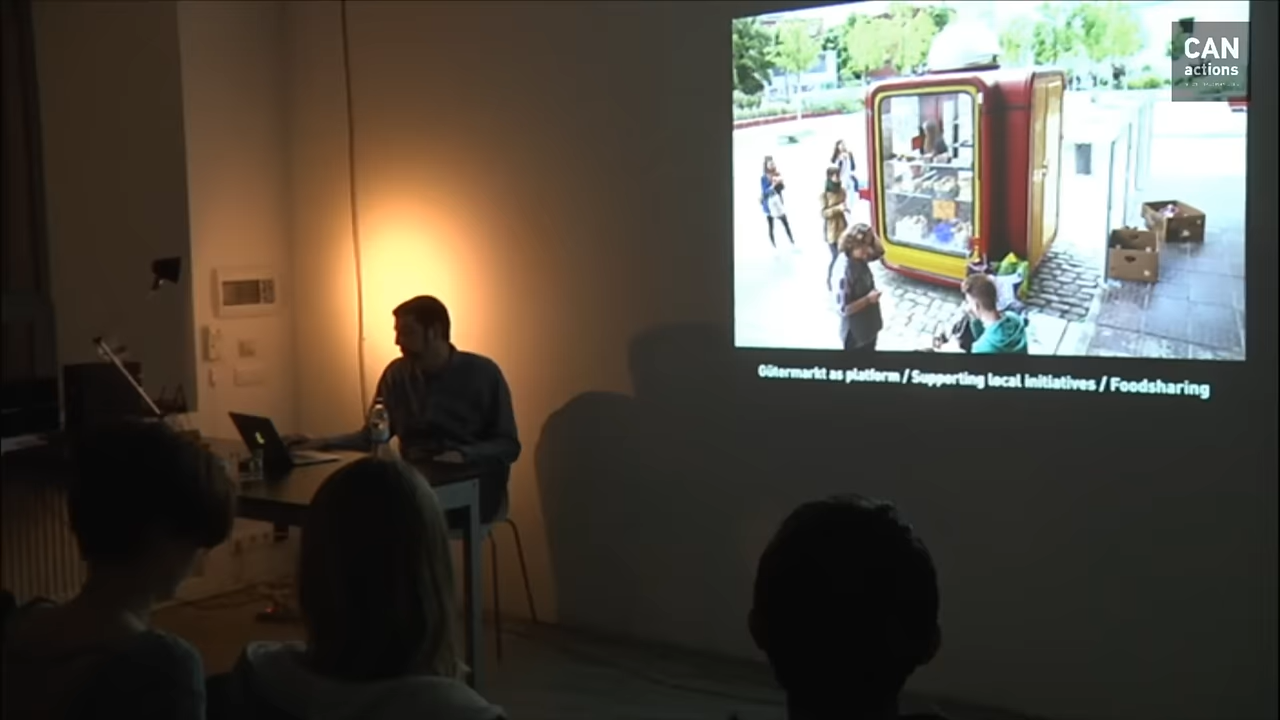 CAN
actions
Gütermarkt as platform / Supporting local initiatives / Foodsharing